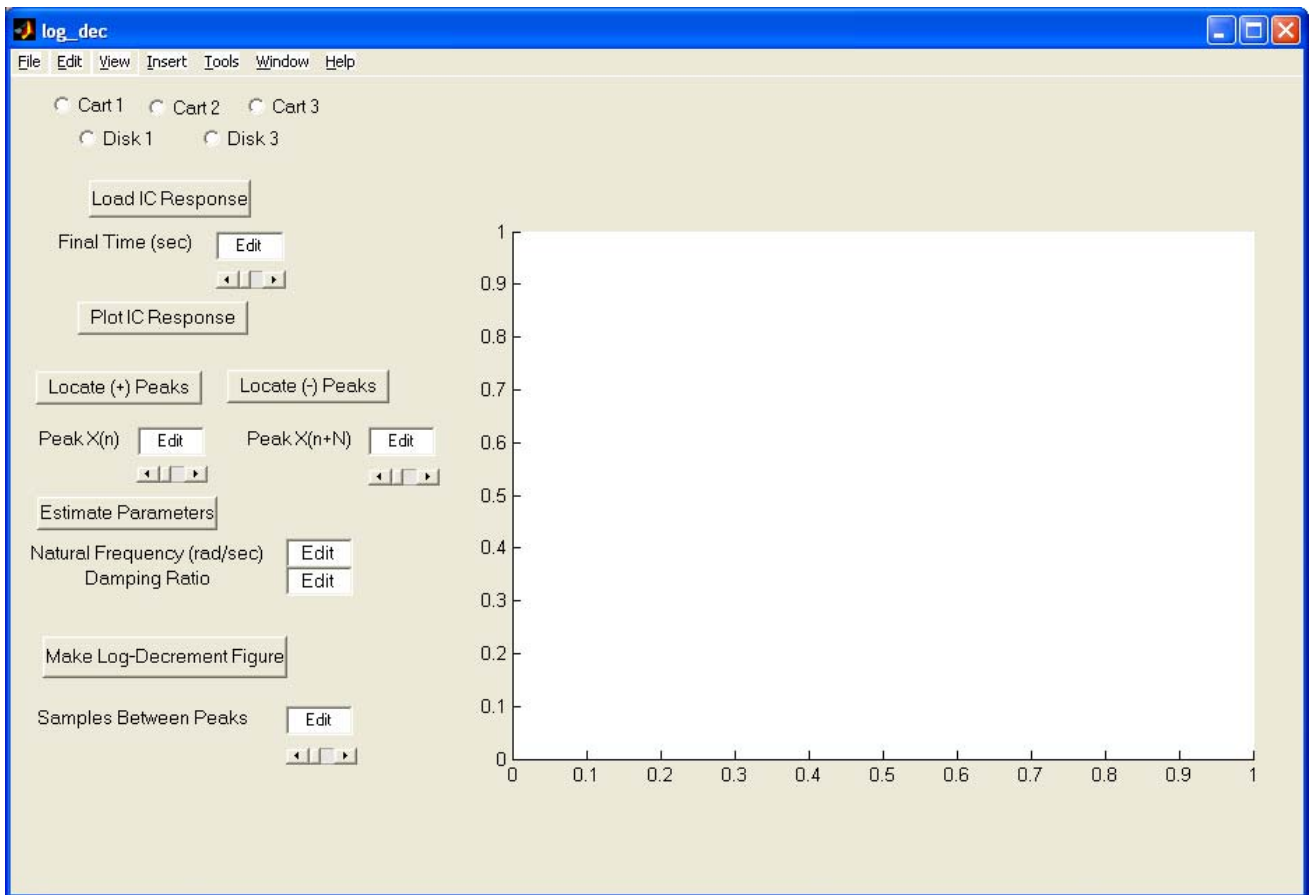 log_dec
File Edit View Insert Tools Window Help
Cart 1 Cart 2 Cart 3
Disk 1 Disk 3
Load IC Response
Final Time (sec) Edit
Plot IC Response
Locate (+) Peaks Locate (-) Peaks
Peak X(n) Edit Peak X(n+N) Edit
Estimate Parameters
Natural Frequency (rad/sec) Edit
Damping Ratio Edit
Make Log-Decrement Figure
Samples Between Peaks Edit
1
0.9
0.8
0.7
0.6
0.5
0.4
0.3
0.2
0.1
0
0 0.1 0.2 0.3 0.4 0.5 0.6 0.7 0.8 0.9 1